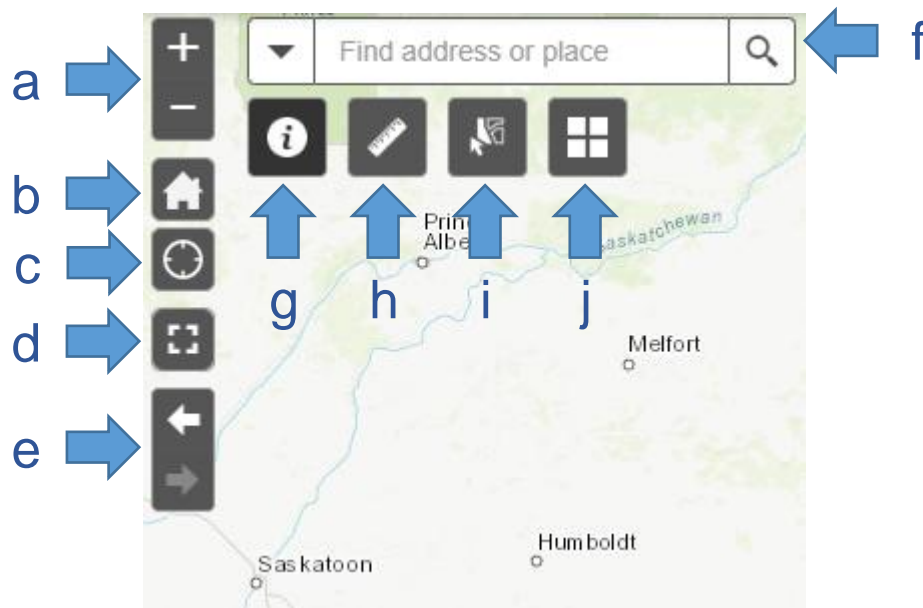 Find address or place
f
a
i
b
Prin
Albe
Saskatchewan
c
g h i j
d
Melfort
e
Humboldt
Saskatoon